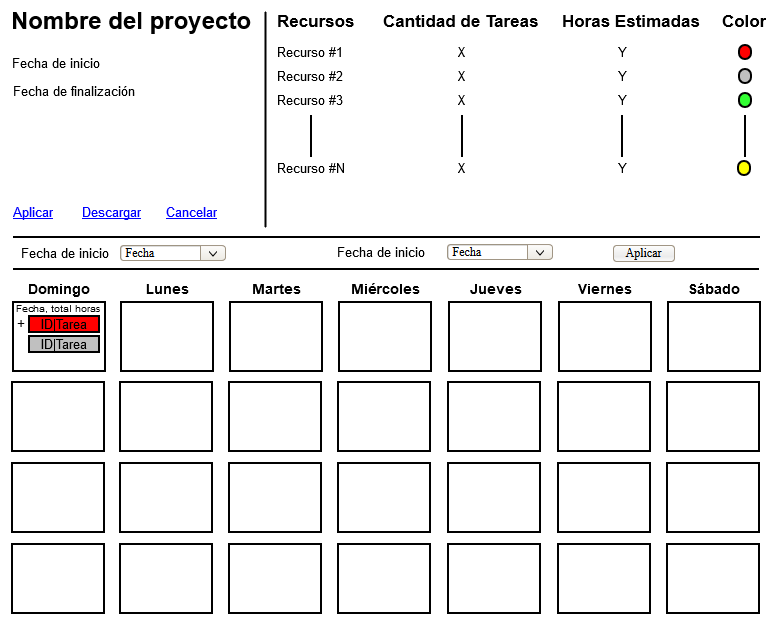 Nombre del proyecto
Fecha de inicio
Fecha de finalización
Aplicar Descargar Cancelar
Recursos Cantidad de Tareas Horas Estimadas Color
Recurso #1 X Y
Recurso #2 X Y
Recurso #3 X Y
Recurso #N X Y
Fecha de inicio Fecha Fecha de inicio Fecha Aplicar
Domingo Lunes Martes Miércoles Jueves Viernes Sábado
Fecha, total horas
+ ID|Tarea
ID|Tarea